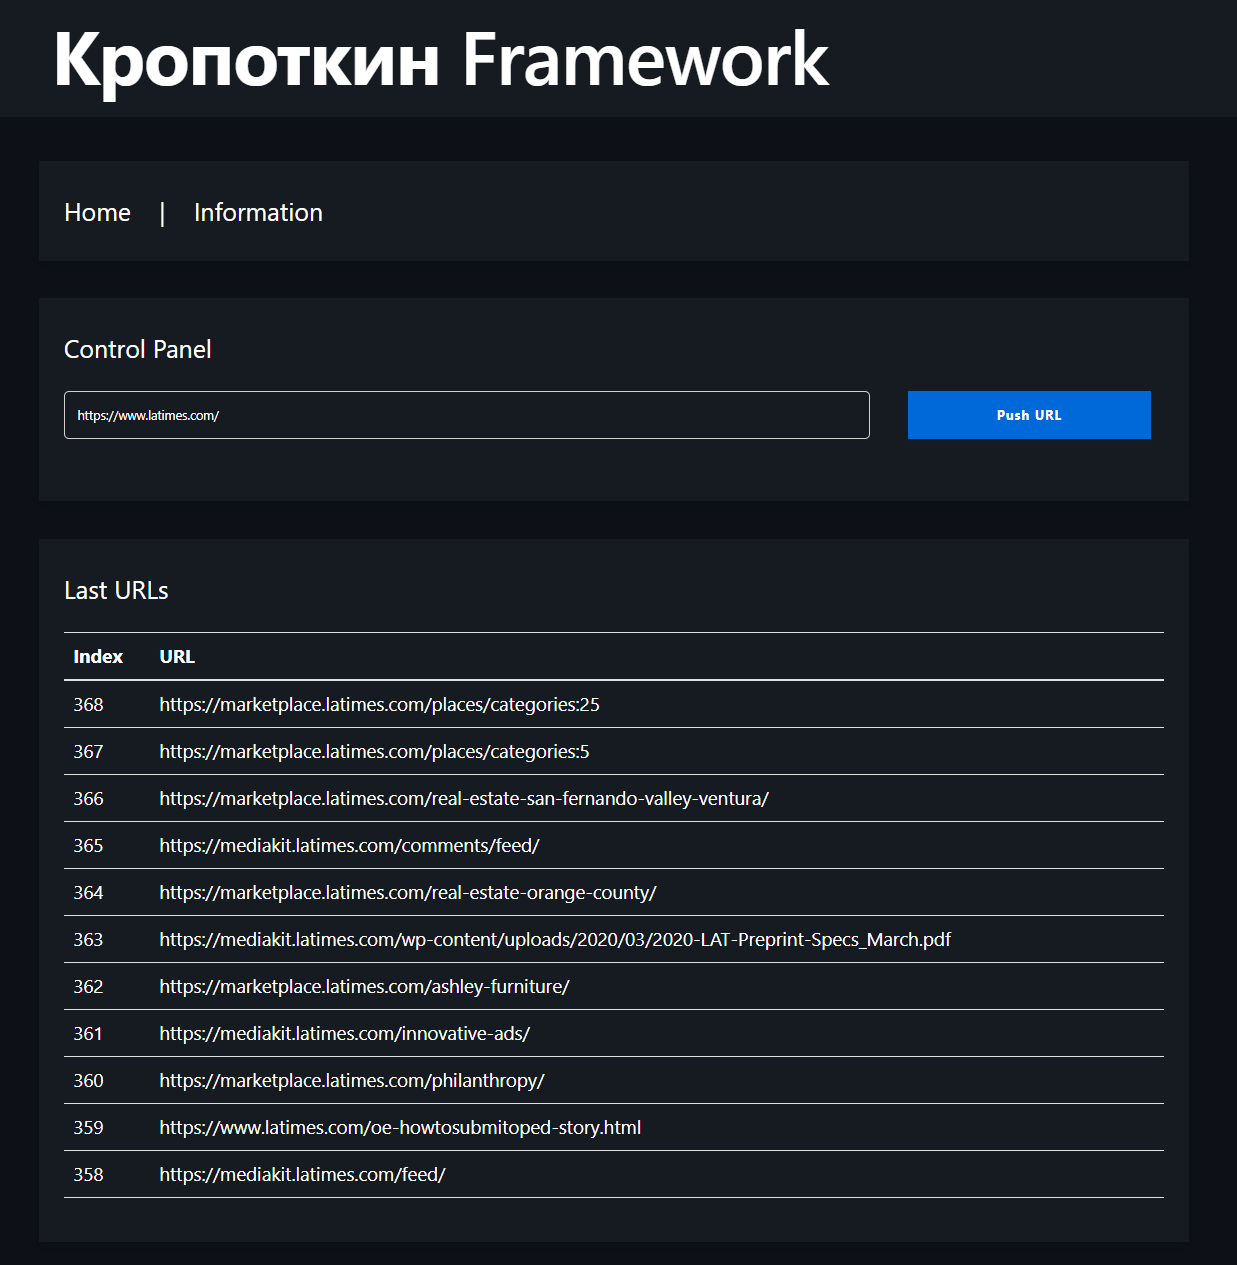 Кропоткин Framework
Home | Information
Control Panel
https://www.latimes.com/ Push URL
Last URLs
Index URL
368 https://marketplace.latimes.com/places/categories:25
367 https://marketplace.latimes.com/places/categories:5
366 https://marketplace.latimes.com/real-estate-san-fernando-valley-ventura/
365 https://mediakit.latimes.com/comments/feed/
364 https://marketplace.latimes.com/real-estate-orange-county/
363 https://mediakit.latimes.com/wp-content/uploads/2020/03/2020-LAT-Preprint-Specs_March.pdf
362 https://marketplace.latimes.com/ashley-furniture/
361 https://mediakit.latimes.com/innovative-ads/
360 https://marketplace.latimes.com/philanthropy/
359 https://www.latimes.com/oe-howtosubmitoped-story.html
358 https://mediakit.latimes.com/feed/